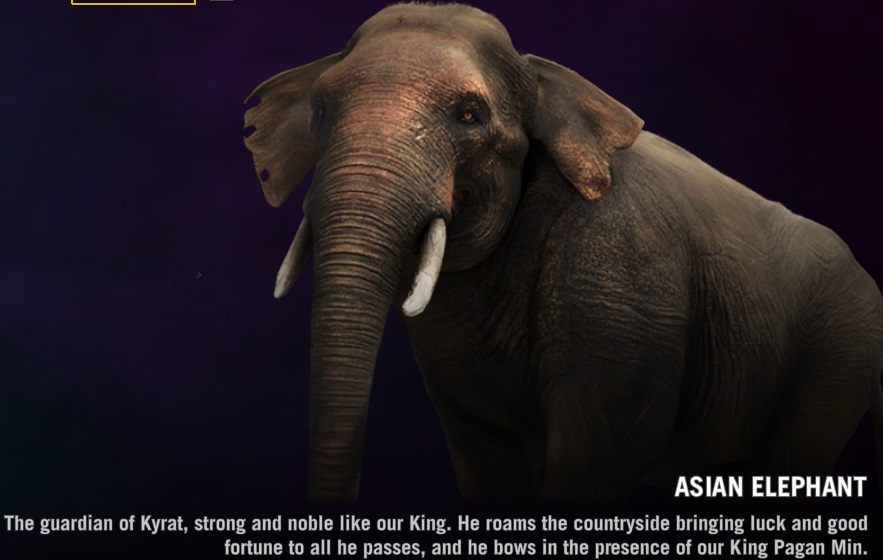 ASIAN ELEPHANT
The guardian of Kyrat, strong and noble like our King. He roams the countryside bringing luck and good
fortune to all he passes, and he bows in the presence of our King Pagan Min.